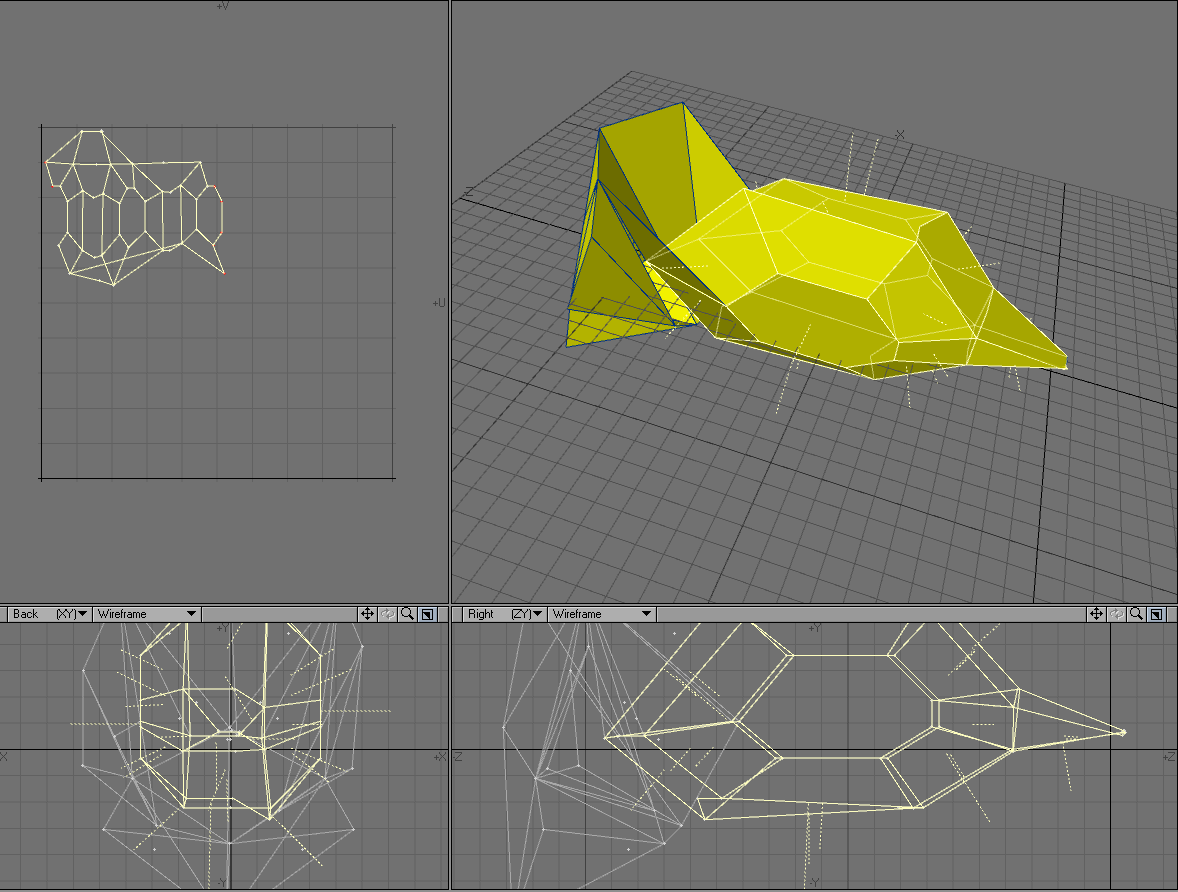 +V
+U
-X
-Z
Back (XY) Wireframe
Right (ZY) Wireframe
+Y
X
+X
-Y
+Y
Z
+Z
-Y